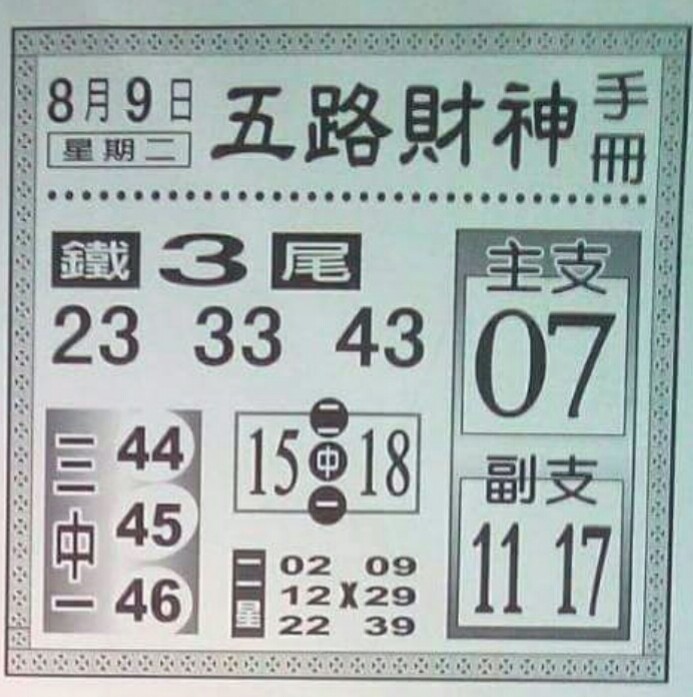 8月9日
星期二
五路財神
手冊
鐵3尾
23 33 43
主支
07
三中一
44
45
46
15 二中一 18
副支
11 17
二星
02 09
12 X 29
22 39